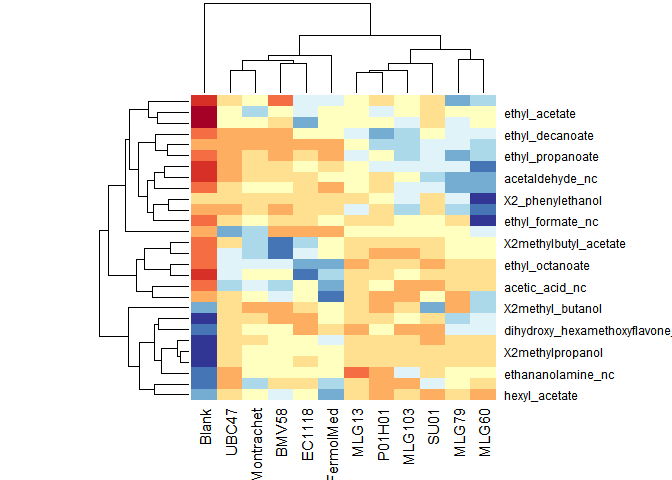 ethyl_acetate
ethyl_decanoate
ethyl_propanoate
acetaldehyde_nc
X2_phenylethanol
ethyl_formate_nc
X2methylbutyl_acetate
ethyl_octanoate
acetic_acid_nc
X2methyl_butanol
dihydroxy_hexamethoxyflavone_
X2methylpropanol
ethananolamine_nc
hexyl_acetate
Blank
UBC47
Montrachet
BMV58
EC1118
FermolMed
MLG13
P01H01
MLG103
SU01
MLG79
MLG60